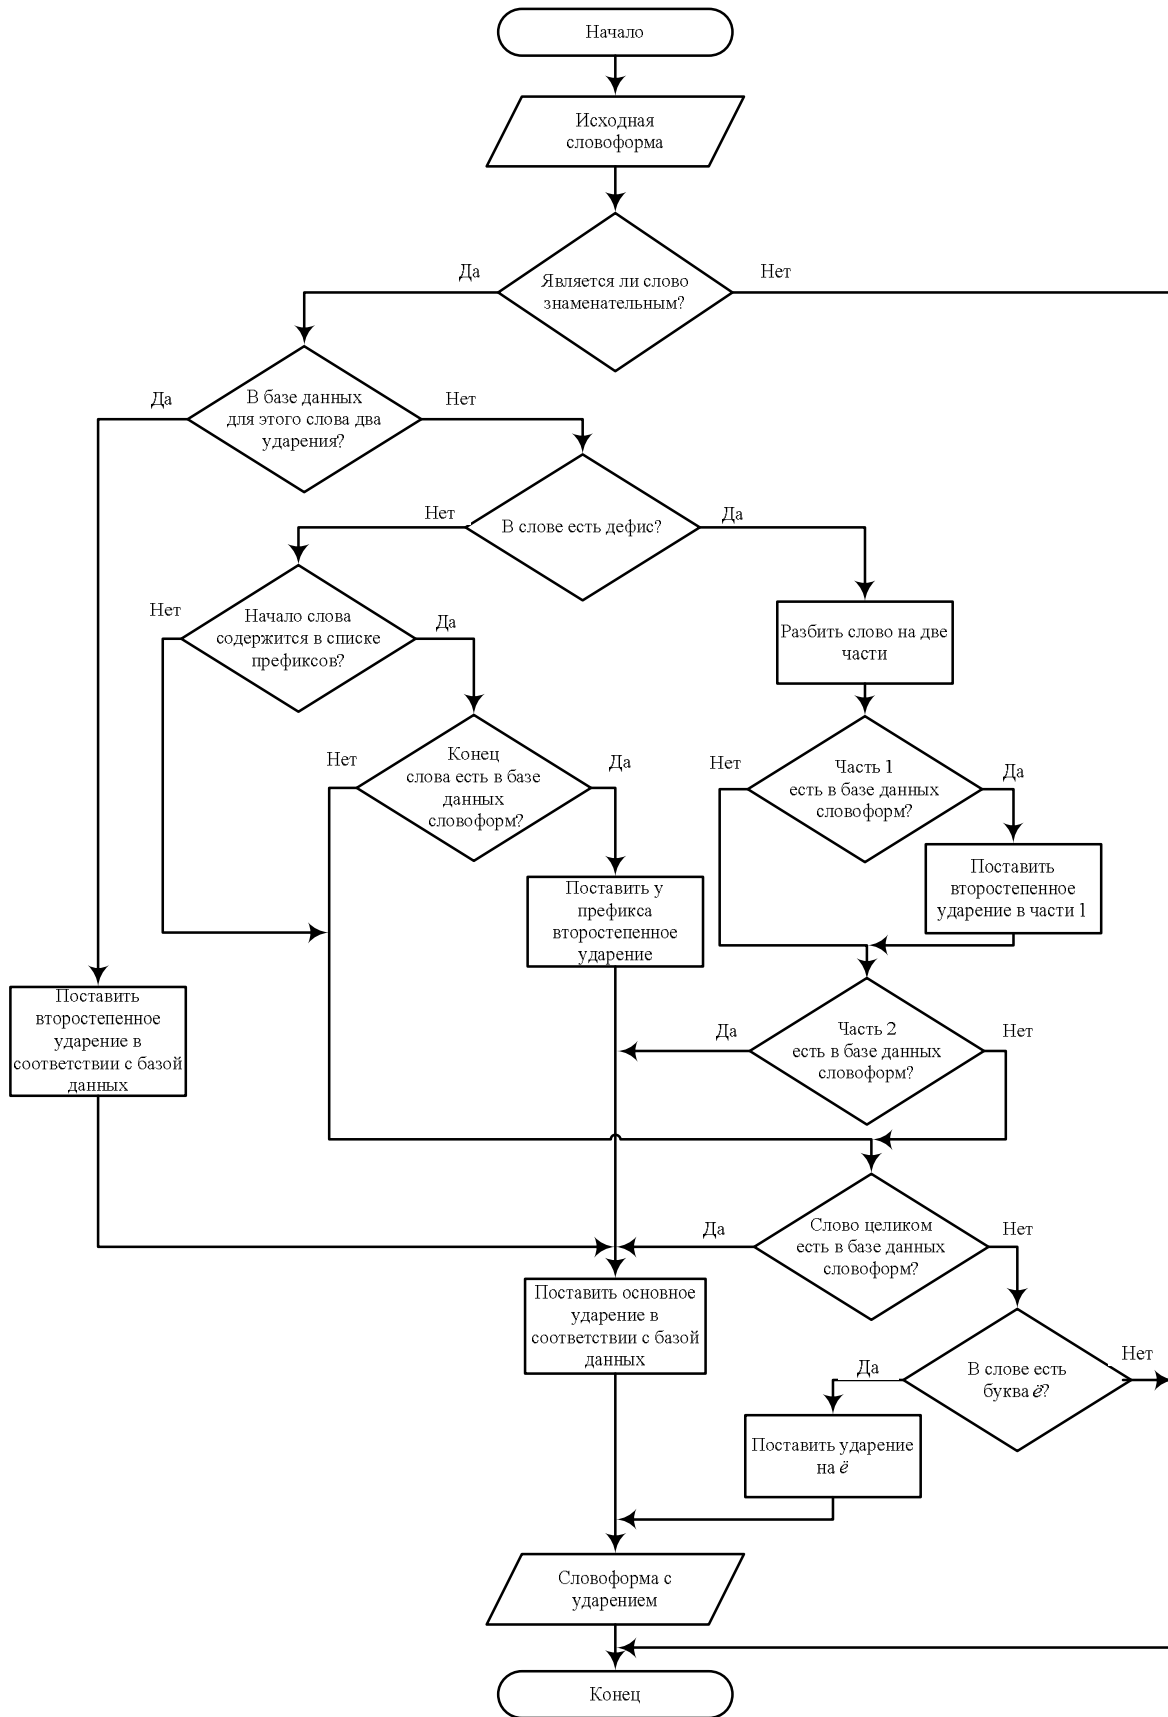 Начало
Исходная
словоформа
Да
Нет
Является ли слово
знаменательным?
Да
В базе данных
для этого слова два
ударения?
Нет
Нет
В слове есть дефис?
Да
Нет
Начало слова
содержится в списке
префиксов?
Да
Разбить слово на две
части
Нет
Конец
слова есть в базе
данных
словоформ?
Да
Нет
Часть 1
есть в базе данных
словоформ?
Да
Поставить у
префикса
второстепенное
ударение
Поставить
второстепенное
ударение в части 1
Поставить
второстепенное
ударение в
соответствии с базой
данных
Да
Часть 2
есть в базе данных
словоформ?
Нет
Да
Слово целиком
есть в базе данных
словоформ?
Нет
Поставить основное
ударение в
соответствии с базой
данных
Да
В слове есть
буква ё?
Нет
Поставить ударение
на ё
Словоформа с
ударением
Конец